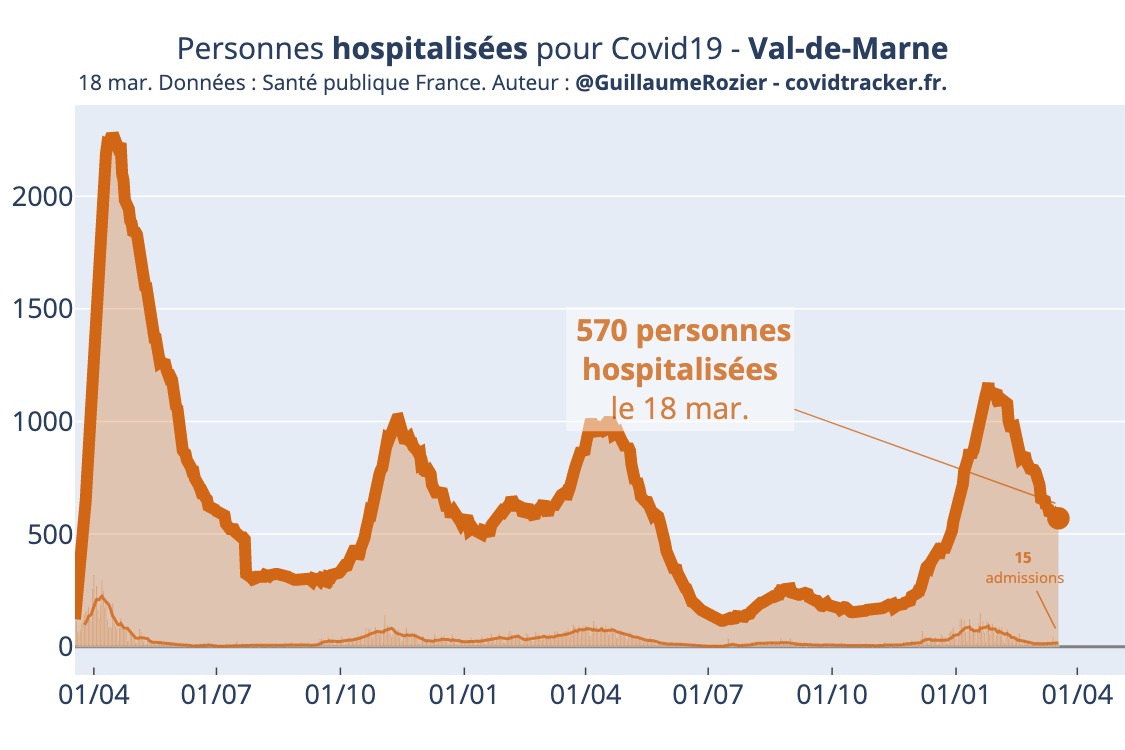 Personnes hospitalisées pour Covid19 - Val-de-Marne
18 mar. Données : Santé publique France. Auteur : @GuillaumeRozier - covidtracker.fr.
2000
1500
1000
500
0
570 personnes
hospitalisées
le 18 mar.
15
admissions
01/04
01/07
01/10
01/01
01/04
01/07
01/10
01/01
01/04